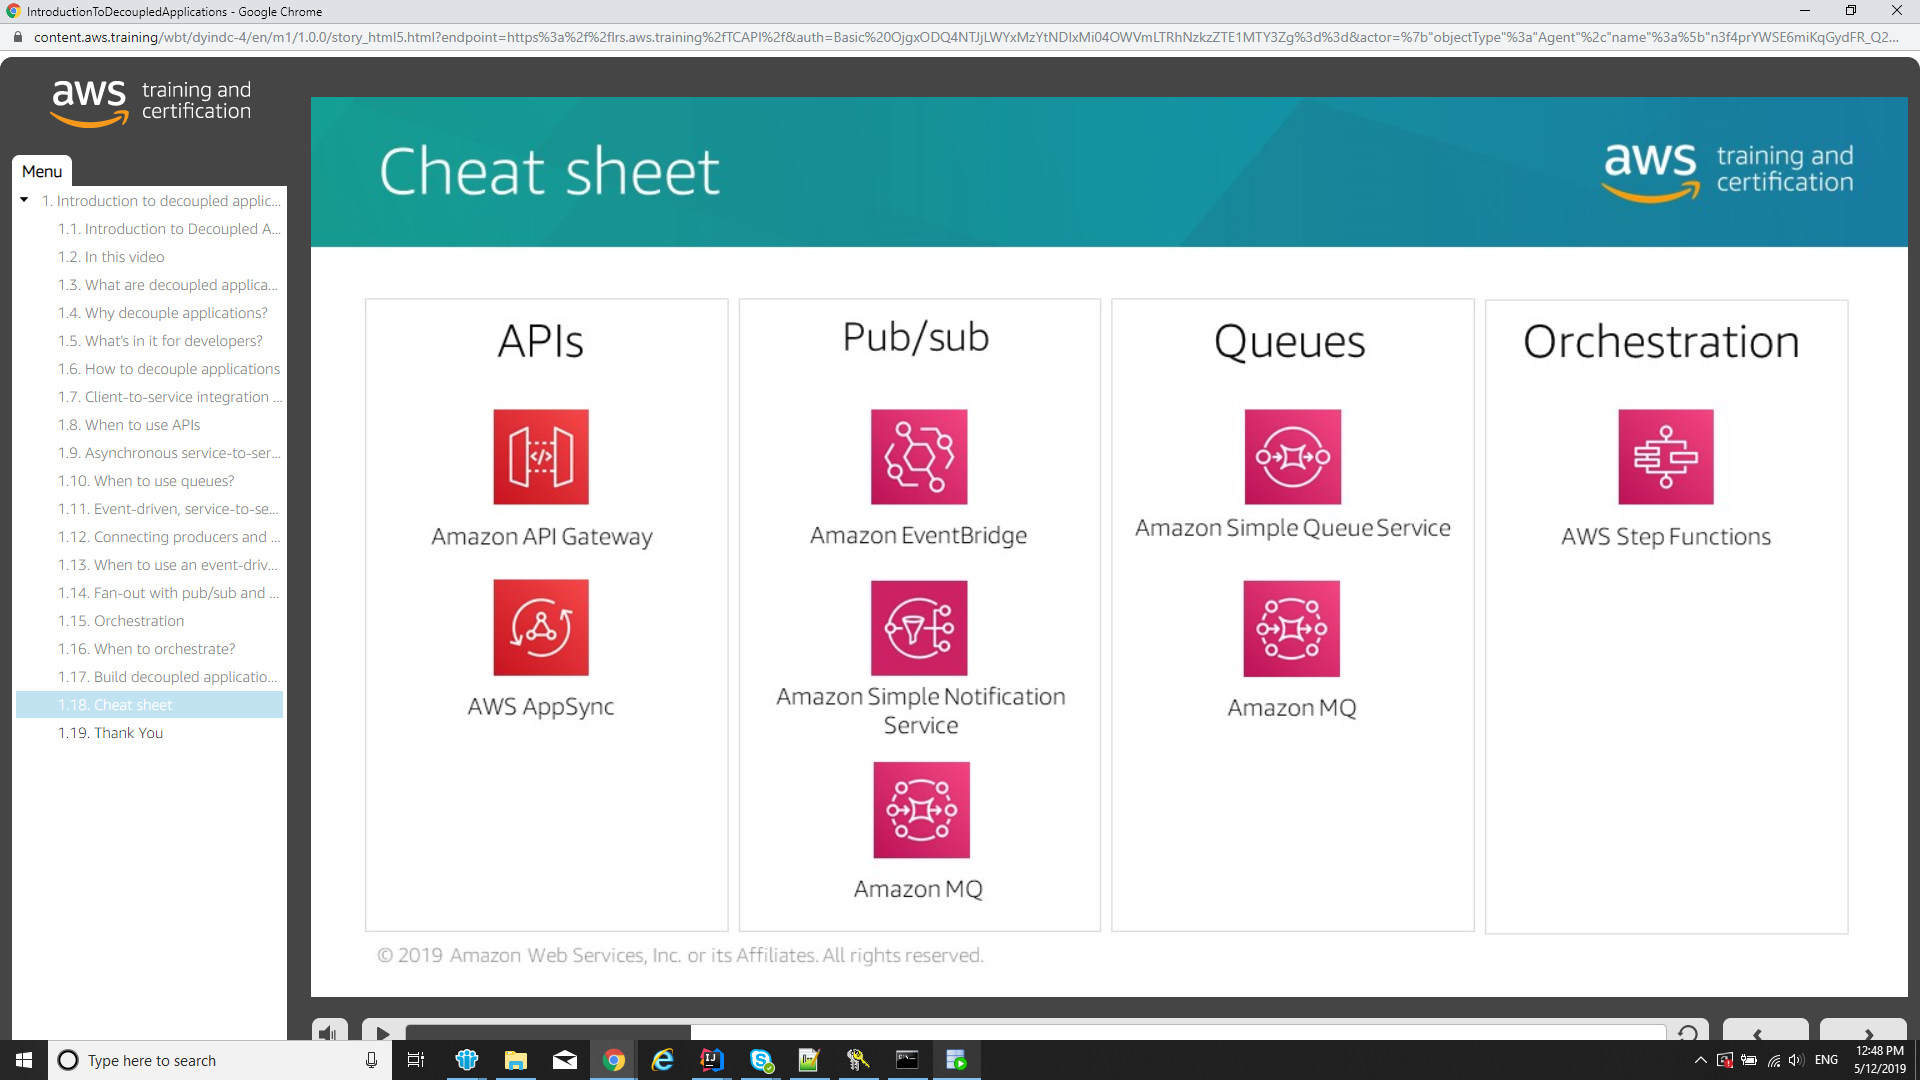 IntroductionToDecoupledApplications - Google Chrome
content.aws.training/wbt/dyindc-4/en/m1/1.0.0/story_html5.html?endpoint=https%3a%2f%2flrs.aws.training%2fTCAPI%2f&auth=Basic%20OjgxODQ4NTJjLWYxMzYtNDIxMi04OWVmLTRhNzkzZTE1MTY3Zg%3d%3d&actor=%7b"objectType"%3a"Agent"%2c"name"%3a%5b"n3f4prYWSE6miKqGydFR_Q2...
aws training and certification
Menu
1. Introduction to decoupled applic...
1.1. Introduction to Decoupled A...
1.2. In this video
1.3. What are decoupled applica...
1.4. Why decouple applications?
1.5. What's in it for developers?
1.6. How to decouple applications
1.7. Client-to-service integration ...
1.8. When to use APIs
1.9. Asynchronous service-to-ser...
1.10. When to use queues?
1.11. Event-driven, service-to-se...
1.12. Connecting producers and ...
1.13. When to use an event-driv...
1.14. Fan-out with pub/sub and ...
1.15. Orchestration
1.16. When to orchestrate?
1.17. Build decoupled applicatio...
1.18. Cheat sheet
1.19. Thank You
Cheat sheet
aws training and certification
APIs
Amazon API Gateway
AWS AppSync
Pub/sub
Amazon EventBridge
Amazon Simple Notification
Service
Amazon MQ
Queues
Amazon Simple Queue Service
Amazon MQ
Orchestration
AWS Step Functions
© 2019 Amazon Web Services, Inc. or its Affiliates. All rights reserved.
Type here to search
ENG
12:48 PM
5/12/2019